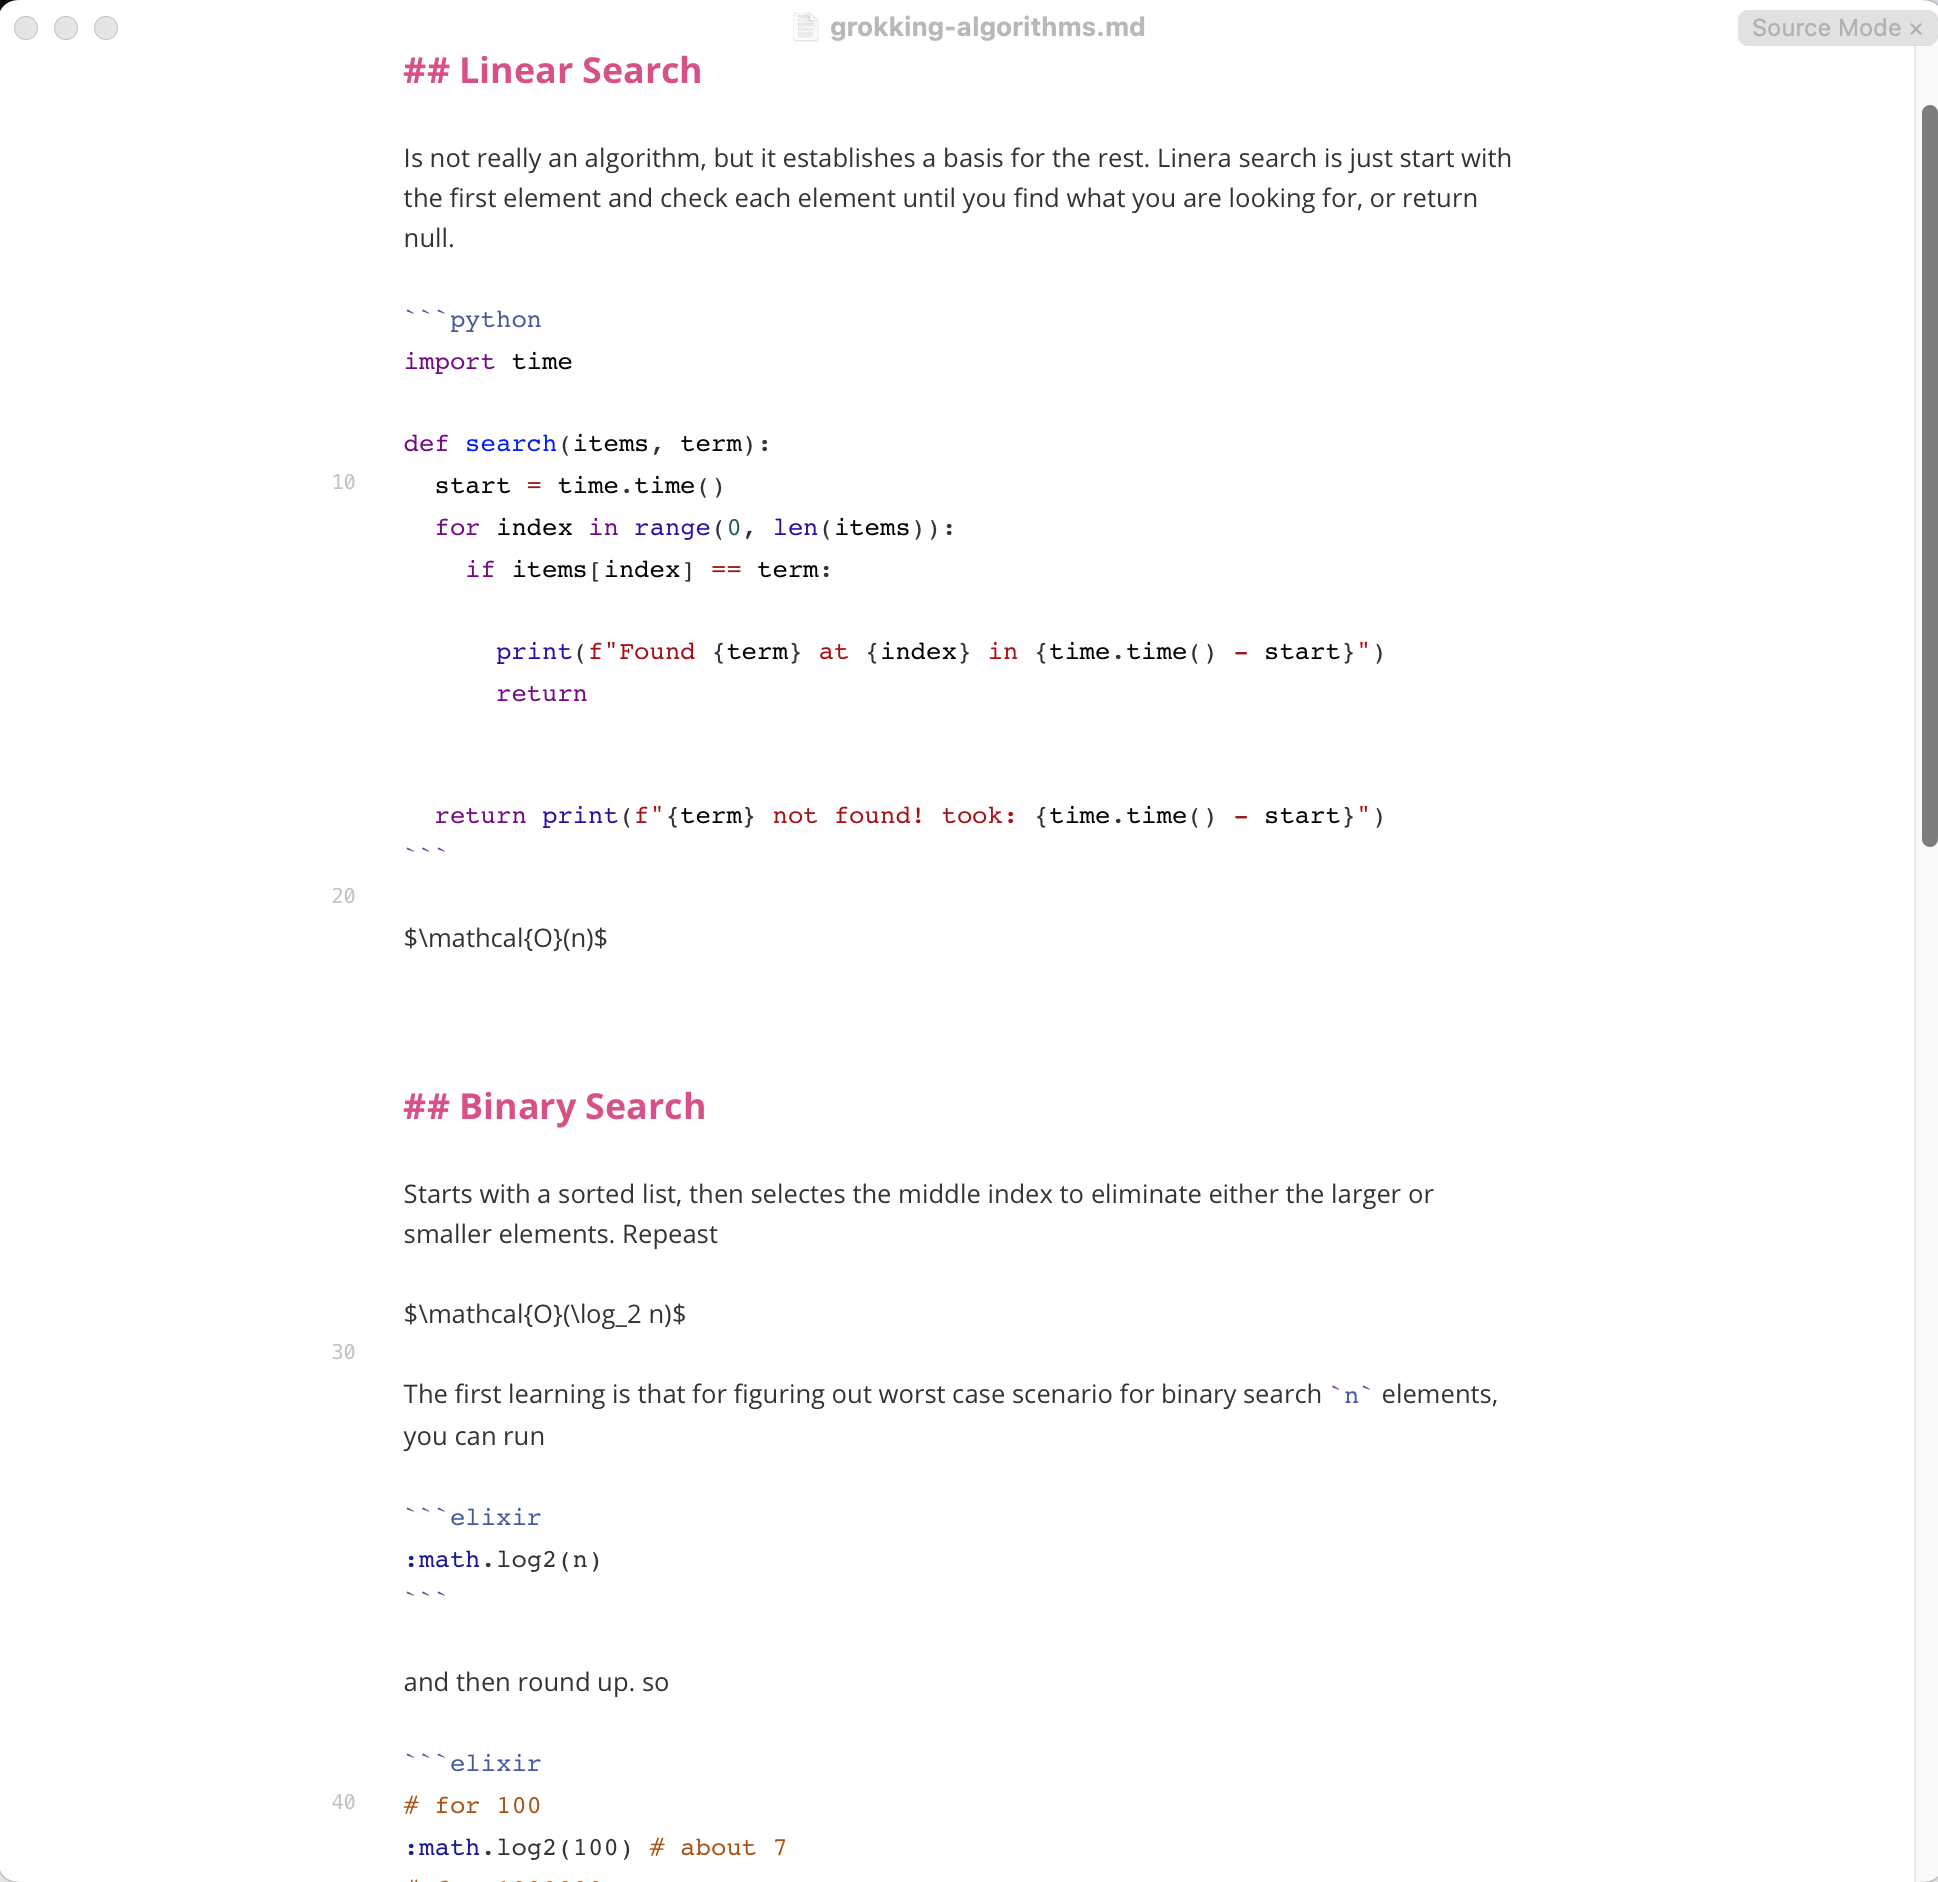 grokking-algorithms.md
Source Mode ×
## Linear Search
Is not really an algorithm, but it establishes a basis for the rest. Linera search is just start with
the first element and check each element until you find what you are looking for, or return
null.
```python
import time
def search(items, term):
10
  start = time.time()
  for index in range(0, len(items)):
    if items[index] == term:
      print(f"Found {term} at {index} in {time.time() - start}")
      return
  return print(f"{term} not found! took: {time.time() - start}")
```
20
$\mathcal{O}(n)$
## Binary Search
Starts with a sorted list, then selectes the middle index to eliminate either the larger or
smaller elements. Repeast
$\mathcal{O}(\log_2 n)$
30
The first learning is that for figuring out worst case scenario for binary search `n` elements,
you can run
```elixir
:math.log2(n)
```
and then round up. so
```elixir
40
# for 100
:math.log2(100) # about 7